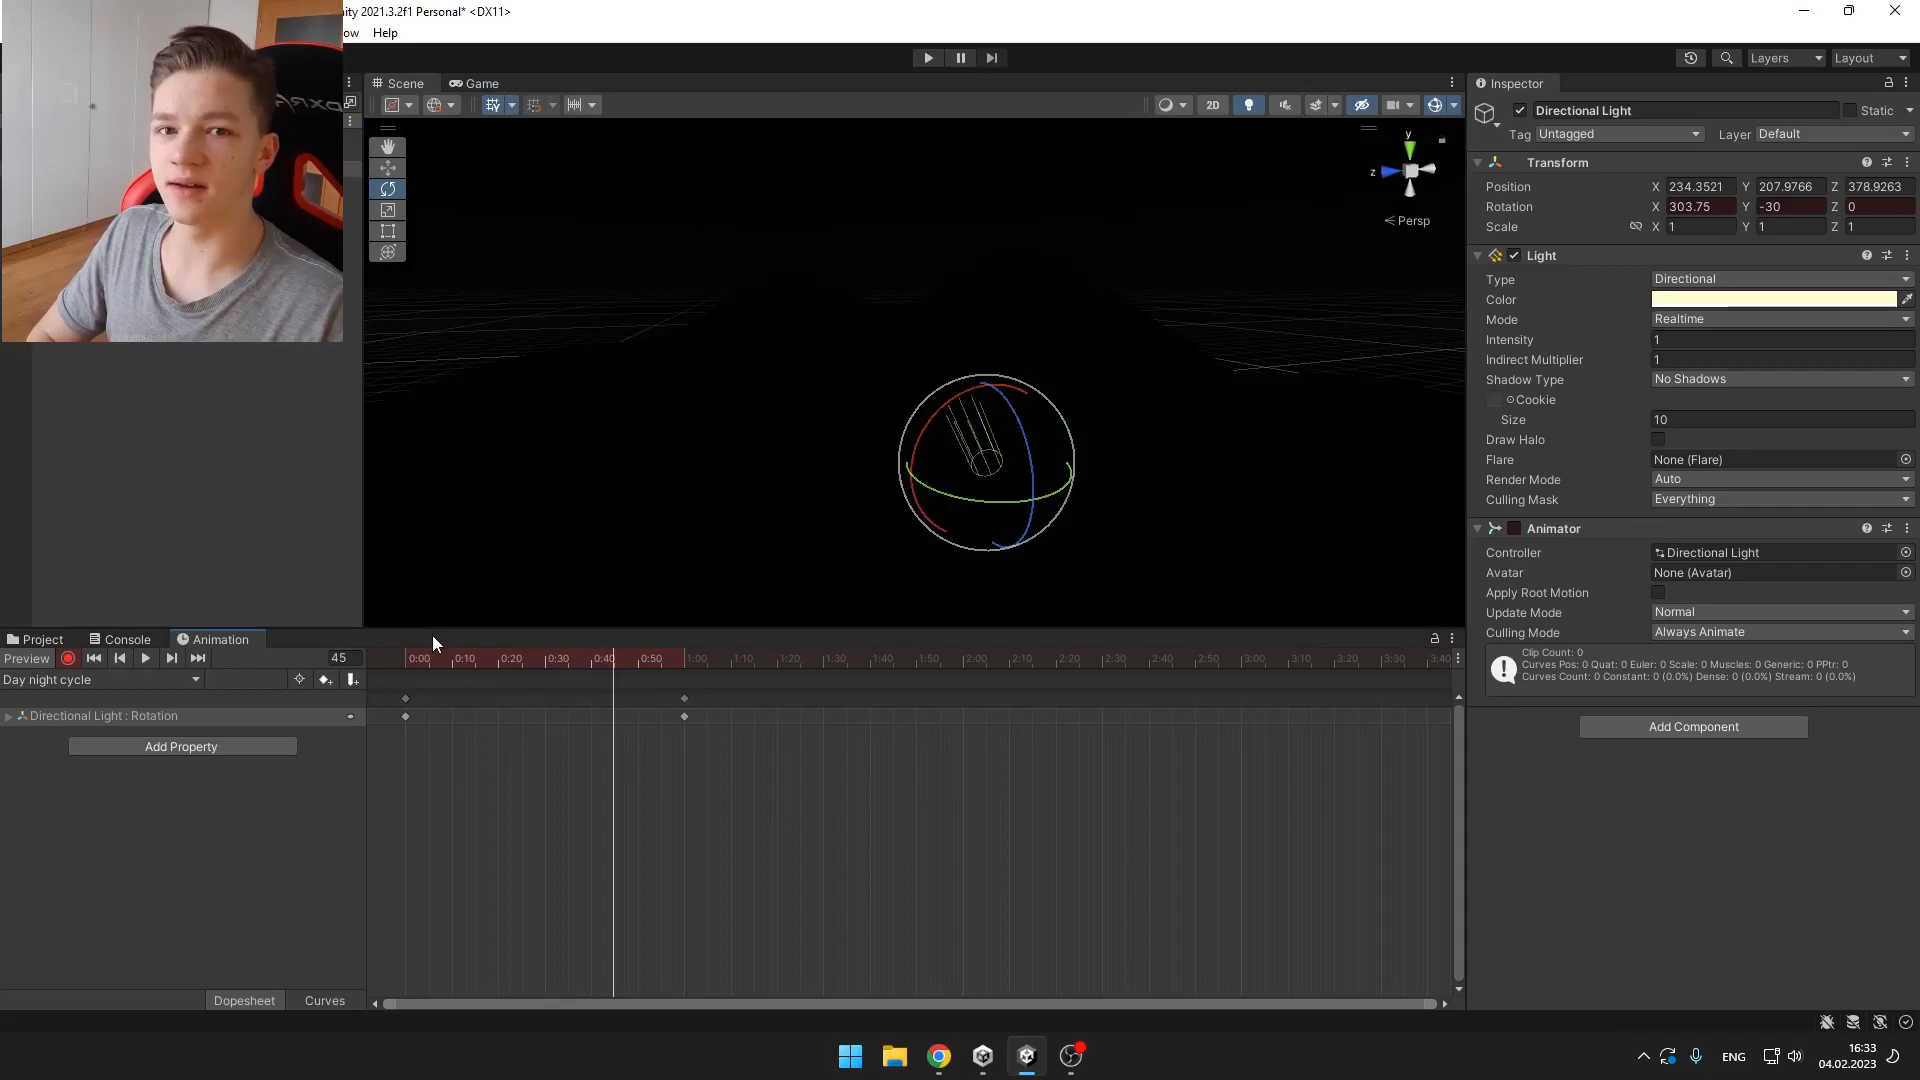 nity 2021.3.2f1 Personal* <DX11>
ow Help
Layers Layout
Scene Game
Inspector
2D
Directional Light Static
Tag Untagged Layer Default
Transform
Position X 234.3521 Y 207.9766 Z 378.9263
Rotation X 303.75 Y -30 Z 0
Scale X 1 Y 1 Z 1
y
z
Persp
Light
Type Directional
Color
Mode Realtime
Intensity 1
Indirect Multiplier 1
Shadow Type No Shadows
Cookie
Size 10
Draw Halo
Flare None (Flare)
Render Mode Auto
Culling Mask Everything
Animator
Controller Directional Light
Avatar None (Avatar)
Apply Root Motion
Update Mode Normal
Culling Mode Always Animate
Clip Count: 0
Curves Pos: 0 Quat: 0 Euler: 0 Scale: 0 Muscles: 0 Generic: 0 PPtr: 0
Curves Count: 0 Constant: 0 (0.0%) Dense: 0 (0.0%) Stream: 0 (0.0%)
Add Component
Project Console Animation
Preview 45 0:00 0:10 0:20 0:30 0:40 0:50 1:00 1:10 1:20 1:30 1:40 1:50 2:00 2:10 2:20 2:30 2:40 2:50 3:00 3:10 3:20 3:30 3:40
Day night cycle
Directional Light : Rotation
Add Property
Dopesheet Curves
ENG
16:33
04.02.2023